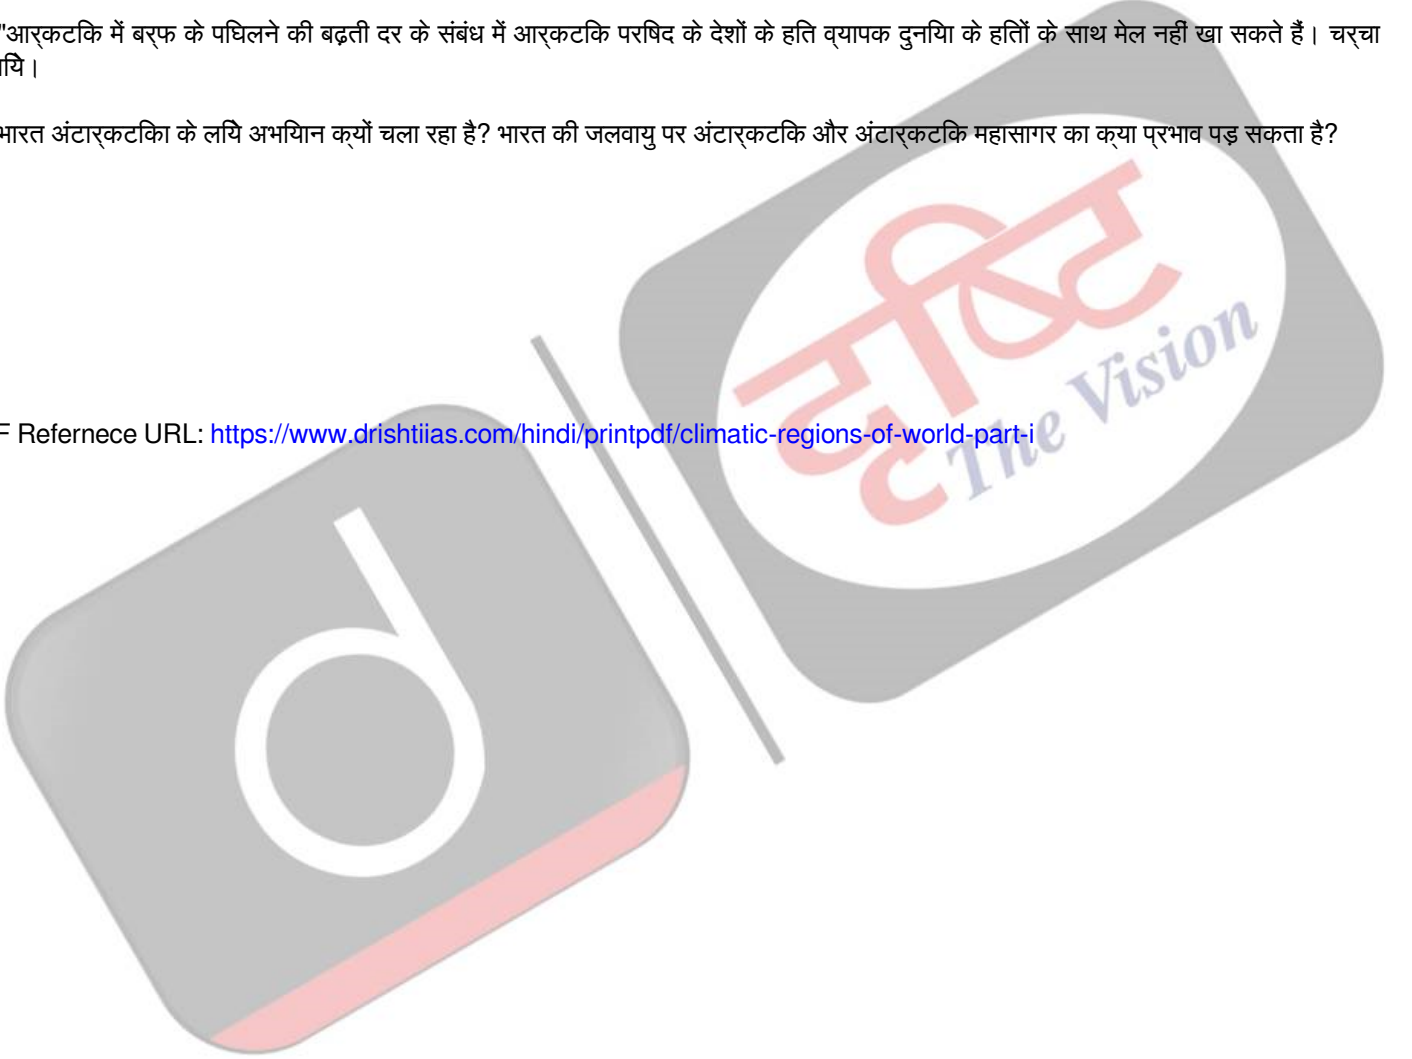 "आर्कटिक में बर्फ के पिघलने की बढ़ती दर के संबंध में आर्कटिक परिषद के देशों के हित व्यापक दुनिया के हितों के साथ मेल नहीं खा सकते हैं। चर्चा
भारत अंटार्कटिका के लिये अभियान क्यों चला रहा है? भारत की जलवायु पर अंटार्कटिक और अंटार्कटिक महासागर का क्या प्रभाव पड़ सकता है?
दृष्टि
The Vision
F Refernece URL: https://www.drishtiias.com/hindi/printpdf/climatic-regions-of-world-part-i
d